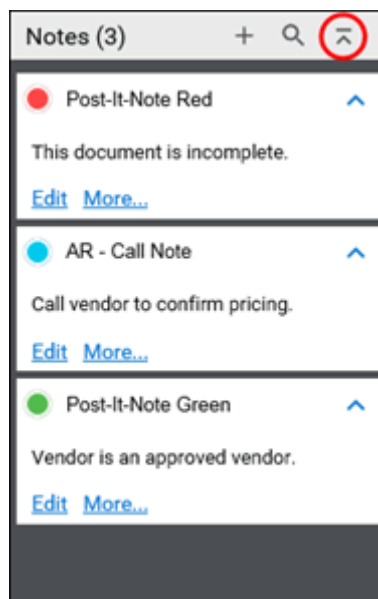 Notes (3)
Post-It-Note Red
This document is incomplete.
Edit More...
AR - Call Note
Call vendor to confirm pricing.
Edit More...
Post-It-Note Green
Vendor is an approved vendor.
Edit More...